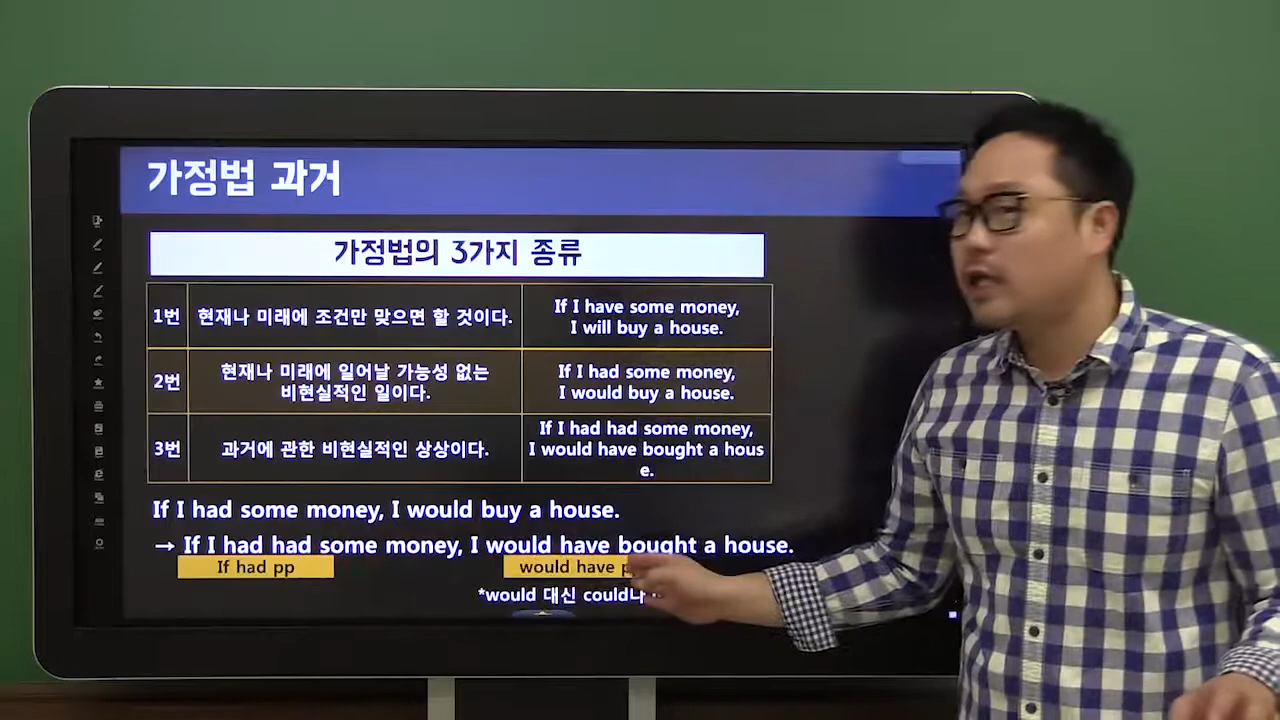 가정법 과거
가정법의 3가지 종류
1번 현재나 미래에 조건만 맞으면 할 것이다. If I have some money,
I will buy a house.
2번 현재나 미래에 일어날 가능성 없는
비현실적인 일이다. If I had some money,
I would buy a house.
3번 과거에 관한 비현실적인 상상이다. If I had had some money,
I would have bought a hous
e.
If I had some money, I would buy a house.
→ If I had had some money, I would have bought a house.
If had pp would have
*would 대신 could나